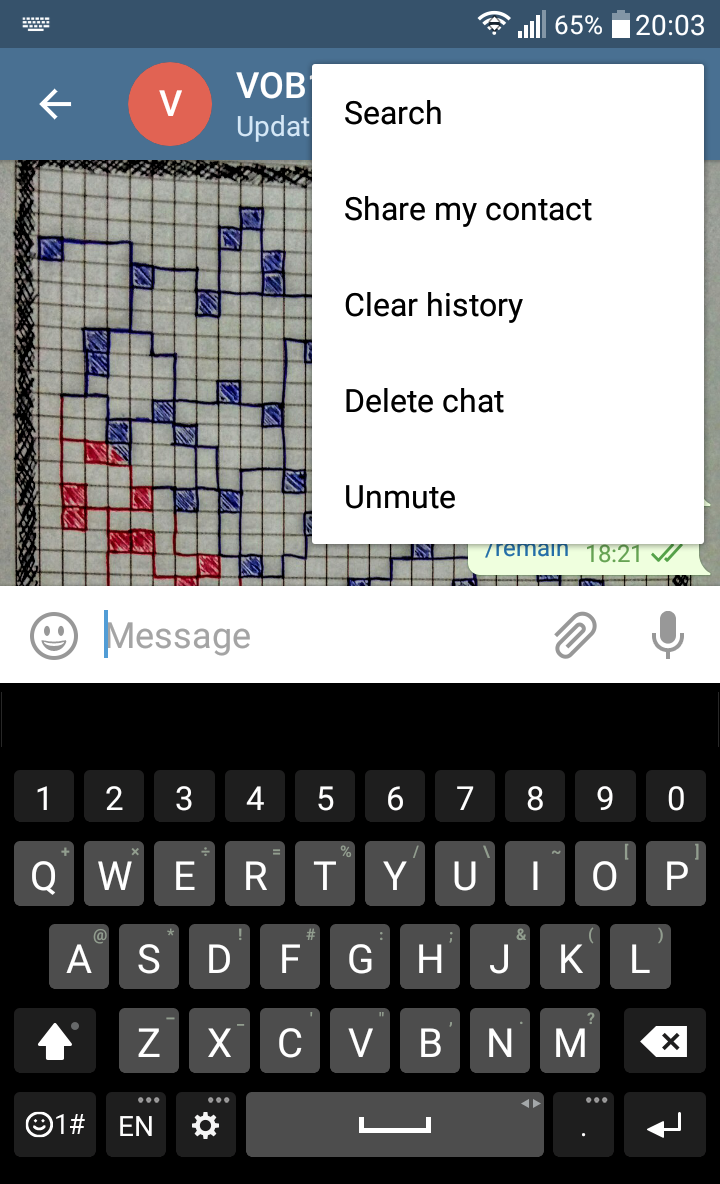 65% 20:03
V
VOB
Updat
Search
Share my contact
Clear history
Delete chat
Unmute
/remain 18:21
Message
1 2 3 4 5 6 7 8 9 0
+ × ÷ = % / \ ~ [ ]
Q W E R T Y U I O P
@ * ! # : ; & ( )
A S D F G H J K L
– _ ' " , . ?
Z X C V B N M
1# EN .